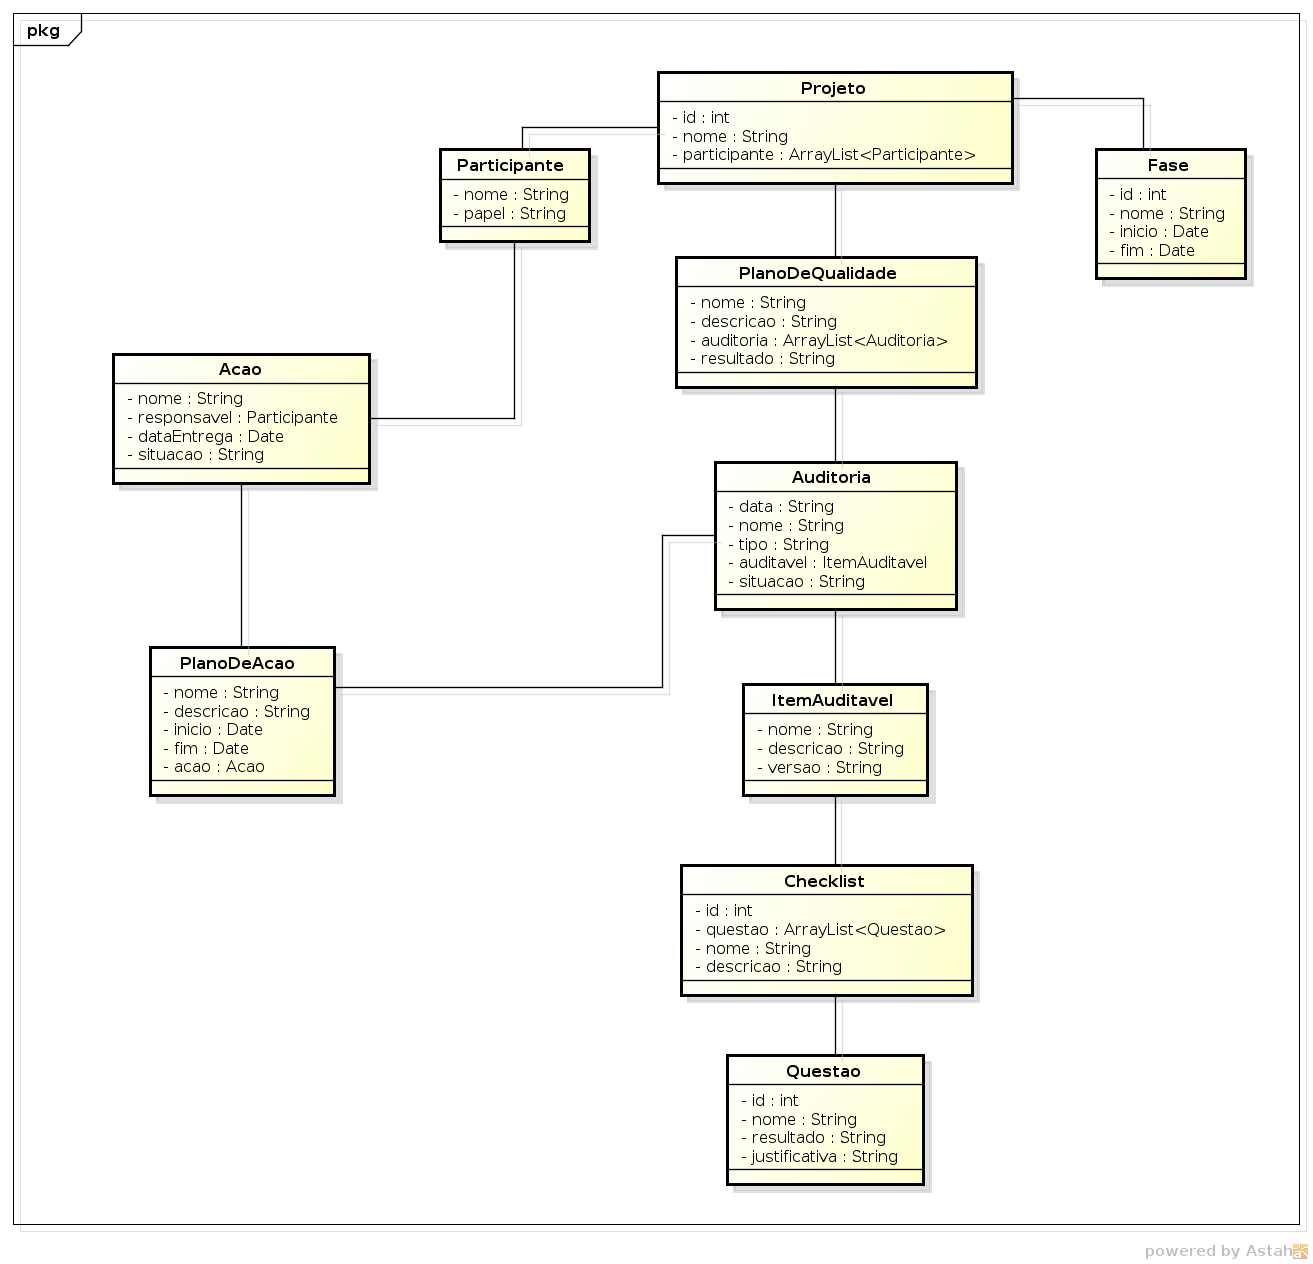 pkg
Projeto
- id : int
- nome : String
- participante : ArrayList<Participante>
Participante
- nome : String
- papel : String
Fase
- id : int
- nome : String
- inicio : Date
- fim : Date
PlanoDeQualidade
- nome : String
- descricao : String
- auditoria : ArrayList<Auditoria>
- resultado : String
Acao
- nome : String
- responsavel : Participante
- dataEntrega : Date
- situacao : String
Auditoria
- data : String
- nome : String
- tipo : String
- auditavel : ItemAuditavel
- situacao : String
PlanoDeAcao
- nome : String
- descricao : String
- inicio : Date
- fim : Date
- acao : Acao
ItemAuditavel
- nome : String
- descricao : String
- versao : String
Checklist
- id : int
- questao : ArrayList<Questao>
- nome : String
- descricao : String
Questao
- id : int
- nome : String
- resultado : String
- justificativa : String
powered by Astah